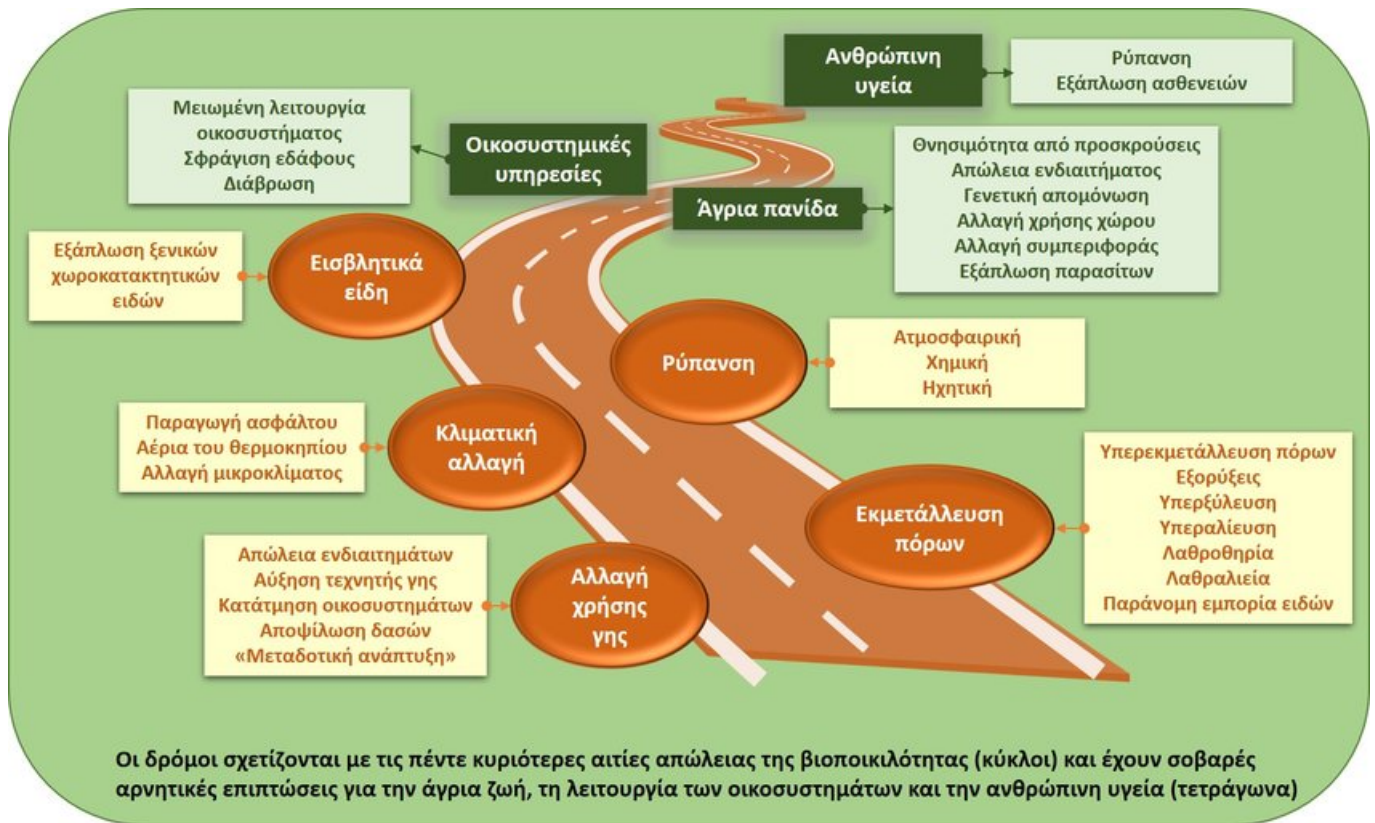 Ανθρώπινη
υγεία
Ρύπανση
Εξάπλωση ασθενειών
Μειωμένη λειτουργία
οικοσυστήματος
Σφράγιση εδάφους
Διάβρωση
Οικοσυστημικές
υπηρεσίες
Άγρια πανίδα
Θνησιμότητα από προσκρούσεις
Απώλεια ενδιαιτήματος
Γενετική απομόνωση
Αλλαγή χρήσης χώρου
Αλλαγή συμπεριφοράς
Εξάπλωση παρασίτων
Εξάπλωση ξενικών
χωροκατακτητικών
ειδών
Εισβλητικά
είδη
Ρύπανση
Ατμοσφαιρική
Χημική
Ηχητική
Παραγωγή ασφάλτου
Αέρια του θερμοκηπίου
Αλλαγή μικροκλίματος
Κλιματική
αλλαγή
Εκμετάλλευση
πόρων
Υπερεκμετάλλευση πόρων
Εξορύξεις
Υπερξύλευση
Υπεραλίευση
Λαθροθηρία
Λαθραλιεία
Παράνομη εμπορία ειδών
Απώλεια ενδιαιτημάτων
Αύξηση τεχνητής γης
Κατάτμηση οικοσυστημάτων
Αποψίλωση δασών
«Μεταδοτική ανάπτυξη»
Αλλαγή
χρήσης
γης
Οι δρόμοι σχετίζονται με τις πέντε κυριότερες αιτίες απώλειας της βιοποικιλότητας (κύκλοι) και έχουν σοβαρές
αρνητικές επιπτώσεις για την άγρια ζωή, τη λειτουργία των οικοσυστημάτων και την ανθρώπινη υγεία (τετράγωνα)